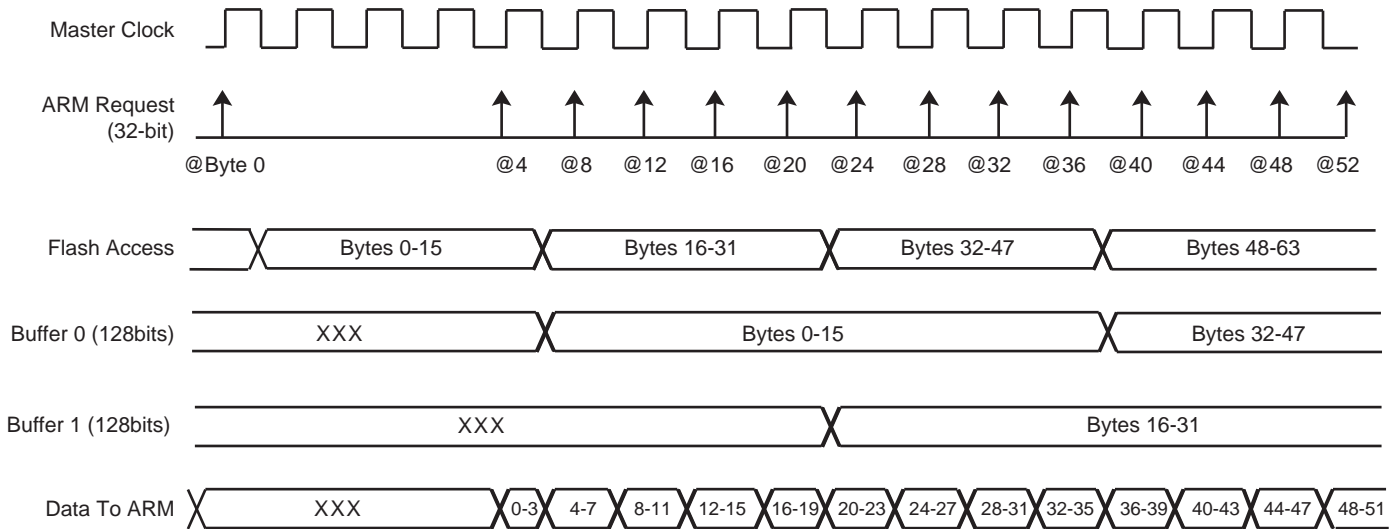 Master Clock
ARM Request
(32-bit)
@Byte 0 @4 @8 @12 @16 @20 @24 @28 @32 @36 @40 @44 @48 @52
Flash Access Bytes 0-15 Bytes 16-31 Bytes 32-47 Bytes 48-63
Buffer 0 (128bits) XXX Bytes 0-15 Bytes 32-47
Buffer 1 (128bits) XXX Bytes 16-31
Data To ARM XXX 0-3 4-7 8-11 12-15 16-19 20-23 24-27 28-31 32-35 36-39 40-43 44-47 48-51